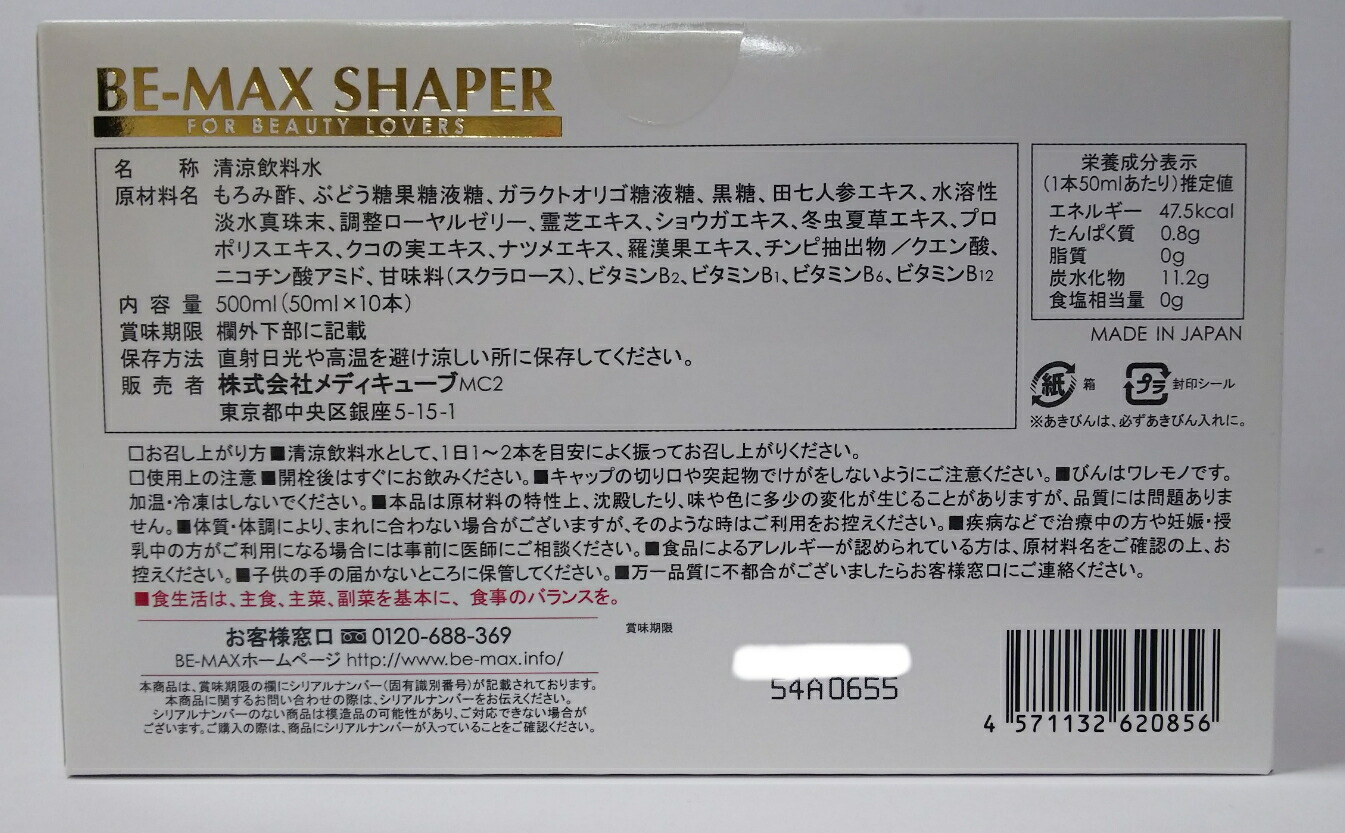 BE-MAX SHAPER
FOR BEAUTY LOVERS
名称 清涼飲料水
原材料名 もろみ酢、ぶどう糖果糖液糖、ガラクトオリゴ糖液糖、黒糖、田七人参エキス、水溶性
淡水真珠末、調整ローヤルゼリー、霊芝エキス、ショウガエキス、冬虫夏草エキス、プロ
ポリスエキス、クコの実エキス、ナツメエキス、羅漢果エキス、チンピ抽出物／クエン酸、
ニコチン酸アミド、甘味料（スクラロース）、ビタミンB2、ビタミンB1、ビタミンB6、ビタミンB12
内容量 500ml（50ml×10本）
賞味期限 欄外下部に記載
保存方法 直射日光や高温を避け涼しい所に保存してください。
販売者 株式会社メディキューブMC2
東京都中央区銀座5-15-1
栄養成分表示
（1本50mlあたり）推定値
エネルギー 47.5kcal
たんぱく質 0.8g
脂質 0g
炭水化物 11.2g
食塩相当量 0g
MADE IN JAPAN
紙 箱 プラ 封印シール
※あきびんは、必ずあきびん入れに。
□お召し上がり方■清涼飲料水として、1日1～2本を目安によく振ってお召し上がりください。
□使用上の注意■開栓後はすぐにお飲みください。■キャップの切り口や突起物でけがをしないようにご注意ください。■びんはワレモノです。
加温・冷凍はしないでください。■本品は原材料の特性上、沈殿したり、味や色に多少の変化が生じることがありますが、品質には問題ありま
せん。■体質・体調により、まれに合わない場合がございますが、そのような時はご利用をお控えください。■疾病などで治療中の方や妊娠・授
乳中の方がご利用になる場合には事前に医師にご相談ください。■食品によるアレルギーが認められている方は、原材料名をご確認の上、お
控えください。■子供の手の届かないところに保管してください。■万一品質に不都合がございましたらお客様窓口にご連絡ください。
■食生活は、主食、主菜、副菜を基本に、食事のバランスを。
お客様窓口 0120-688-369
BE-MAXホームページ http://www.be-max.info/
本商品は、賞味期限の欄にシリアルナンバー（固有識別番号）が記載されております。
本商品に関するお問い合わせの際は、シリアルナンバーをお伝えください。
シリアルナンバーのない商品は模造品の可能性があり、ご対応できない場合が
ございます。ご購入の際は、商品にシリアルナンバーが入っていることをご確認ください。
賞味期限
54A0655
4 571132 620856